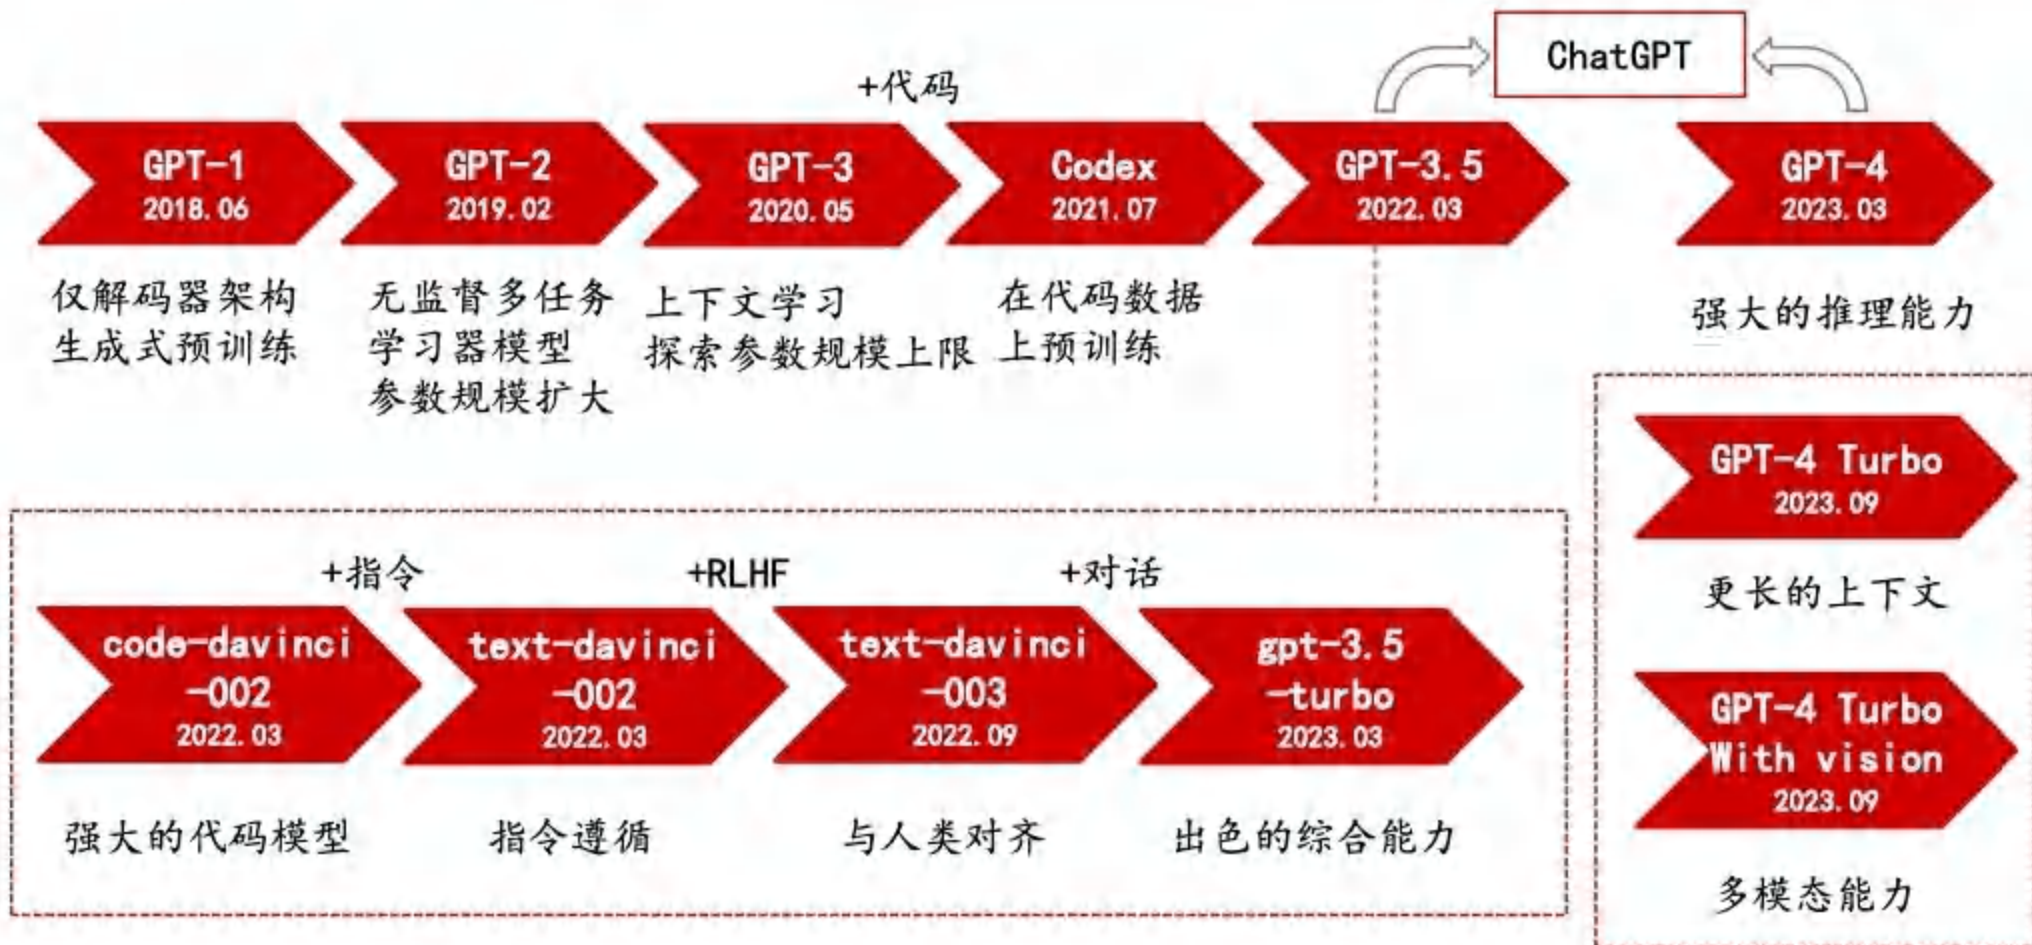 ChatGPT
+代码
GPT-1
2018.06
GPT-2
2019.02
GPT-3
2020.05
Codex
2021.07
GPT-3.5
2022.03
GPT-4
2023.03
仅解码器架构
生成式预训练
无监督多任务
学习器模型
参数规模扩大
上下文学习
探索参数规模上限
在代码数据
上预训练
强大的推理能力
+指令
+RLHF
+对话
code-davinci
-002
2022.03
text-davinci
-002
2022.03
text-davinci
-003
2022.09
gpt-3.5
-turbo
2023.03
强大的代码模型
指令遵循
与人类对齐
出色的综合能力
GPT-4 Turbo
2023.09
更长的上下文
GPT-4 Turbo
With vision
2023.09
多模态能力